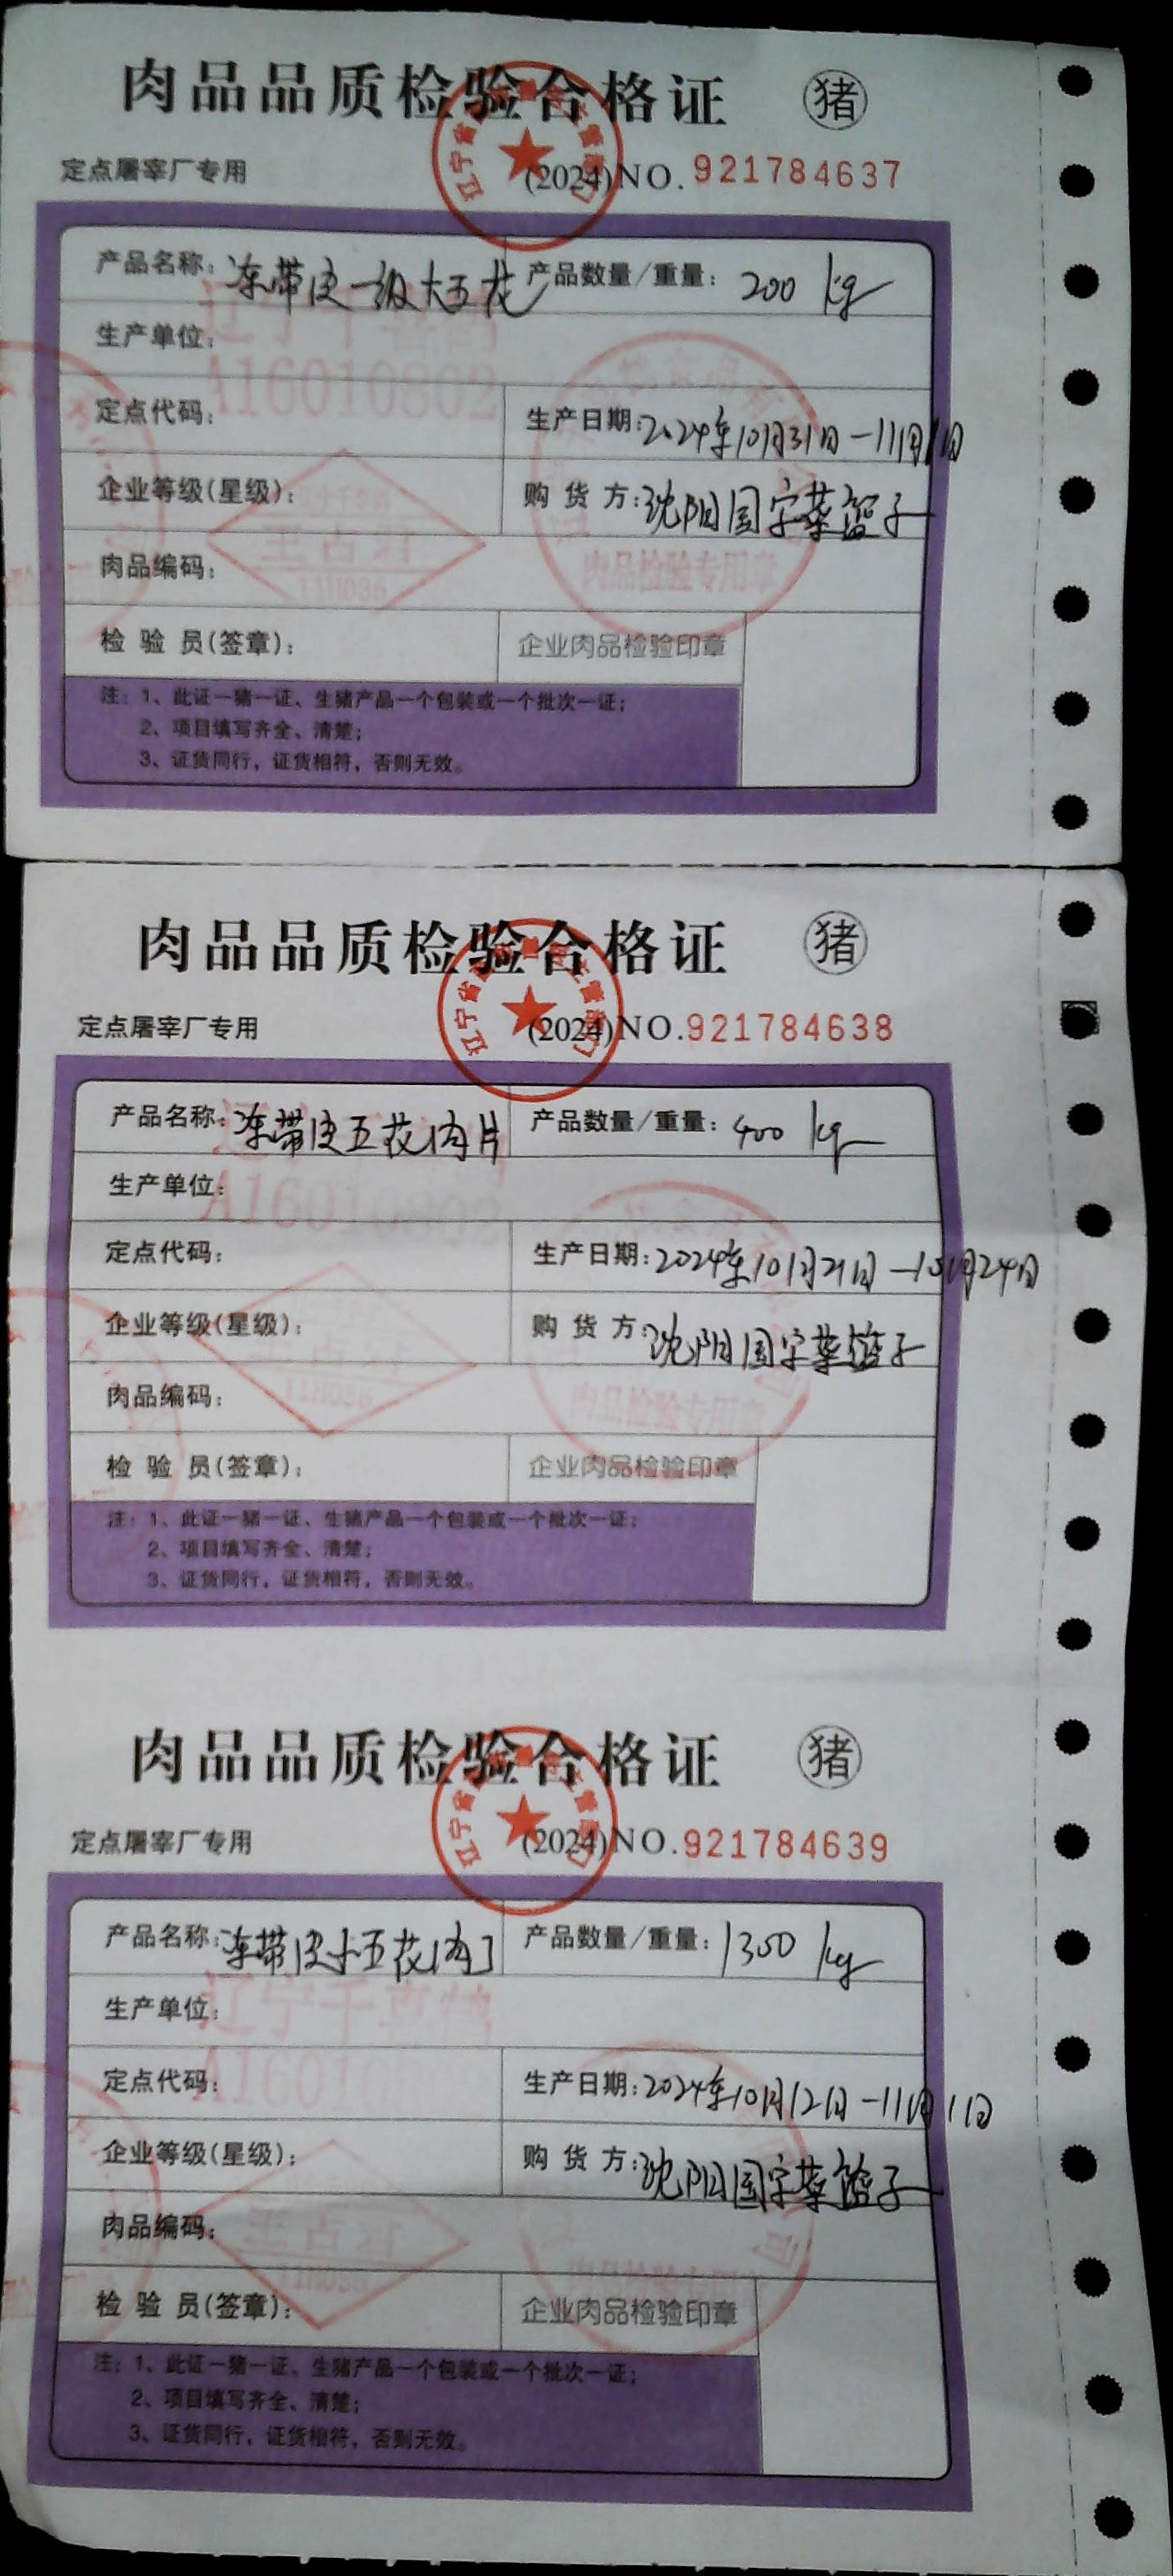 肉品品质检验合格证 猪
定点屠宰厂专用 (2024)NO. 921784637
产品名称: 冻带皮一级大五花 产品数量/重量: 200 kg
生产单位:
A16010802
定点代码: 生产日期: 2024年10月31日-11月1日
企业等级(星级): 购 货 方: 沈阳国字菜篮子
11H036
肉品编码: 肉品检验专用章
检 验 员(签章): 企业肉品检验印章
注: 1、此证一猪一证、生猪产品一个包装或一个批次一证;
2、项目填写齐全、清楚;
3、证货同行, 证货相符, 否则无效。
肉品品质检验合格证 猪
定点屠宰厂专用 (2024)NO.921784638
产品名称: 冻带皮五花肉片 产品数量/重量: 400 kg
生产单位:
定点代码: 生产日期: 2024年10月21日-10月24日
企业等级(星级): 购 货 方: 沈阳国字菜篮子
11H036
肉品编码: 肉品检验专用章
检 验 员(签章): 企业肉品检验印章
注: 1、此证一猪一证、生猪产品一个包装或一个批次一证;
2、项目填写齐全、清楚;
3、证货同行, 证货相符, 否则无效。
肉品品质检验合格证 猪
定点屠宰厂专用 (2024)NO.921784639
产品名称: 冻带皮小五花肉丁 产品数量/重量: 1300 kg
生产单位:
定点代码: 生产日期: 2024年10月12日-11月1日
企业等级(星级): 购 货 方: 沈阳国字菜篮子
肉品编码:
11H036
检 验 员(签章): 企业肉品检验印章
注: 1、此证一猪一证、生猪产品一个包装或一个批次一证;
2、项目填写齐全、清楚;
3、证货同行, 证货相符, 否则无效。